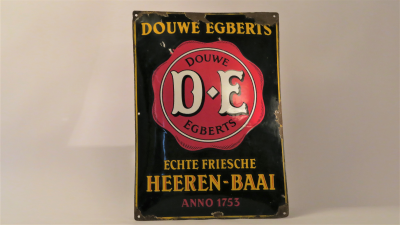 DOUWE EGBERTS
DOUWE
D·E
EGBERTS
ECHTE FRIESCHE
HEEREN-BAAI
ANNO 1753